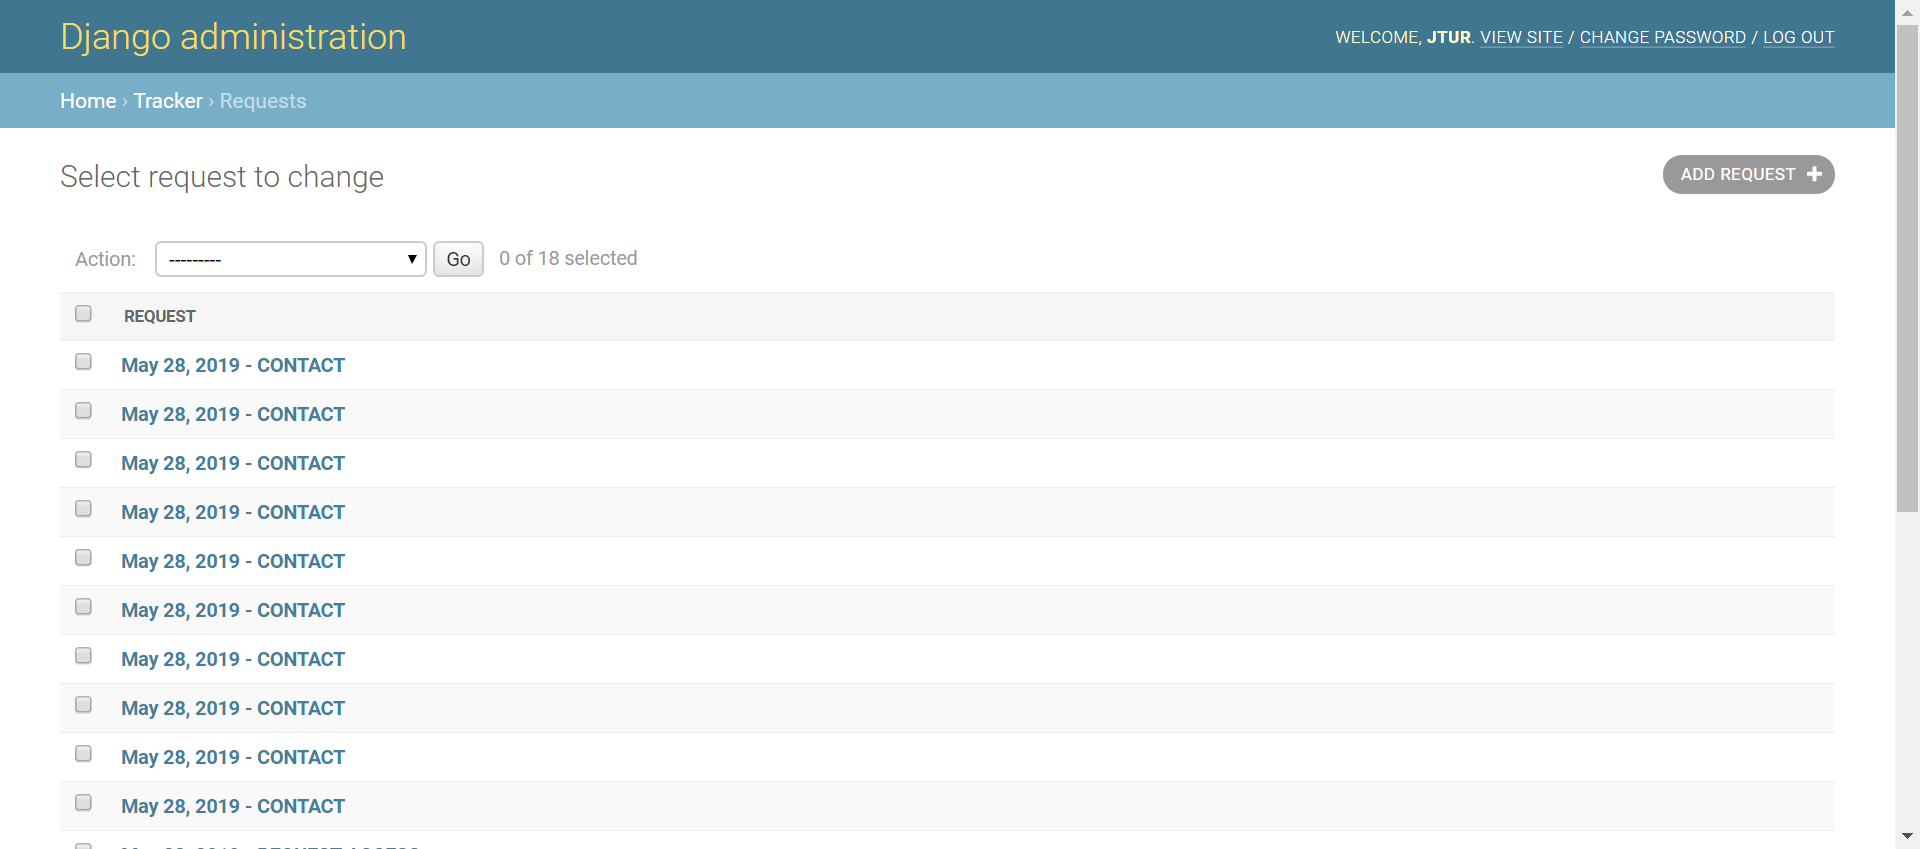 Django administration
WELCOME, JTUR. VIEW SITE / CHANGE PASSWORD / LOG OUT
Home › Tracker › Requests
Select request to change
ADD REQUEST
Action: --------- Go 0 of 18 selected
REQUEST
May 28, 2019 - CONTACT
May 28, 2019 - CONTACT
May 28, 2019 - CONTACT
May 28, 2019 - CONTACT
May 28, 2019 - CONTACT
May 28, 2019 - CONTACT
May 28, 2019 - CONTACT
May 28, 2019 - CONTACT
May 28, 2019 - CONTACT
May 28, 2019 - CONTACT